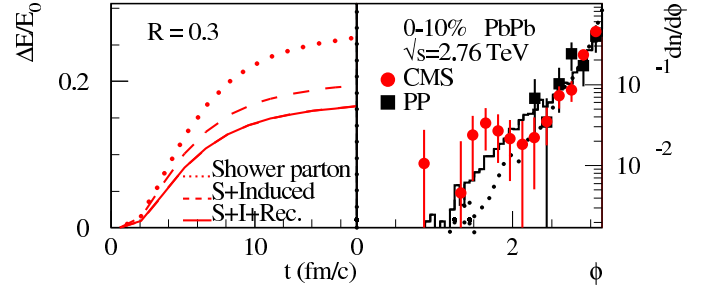 ΔE/E₀
R = 0.3
0.2
0
Shower parton
S+Induced
S+I+Rec.
0
10
t (fm/c)
0-10% PbPb
√s=2.76 TeV
CMS
PP
0
2
ϕ
10⁻¹
10⁻²
dn/dϕ